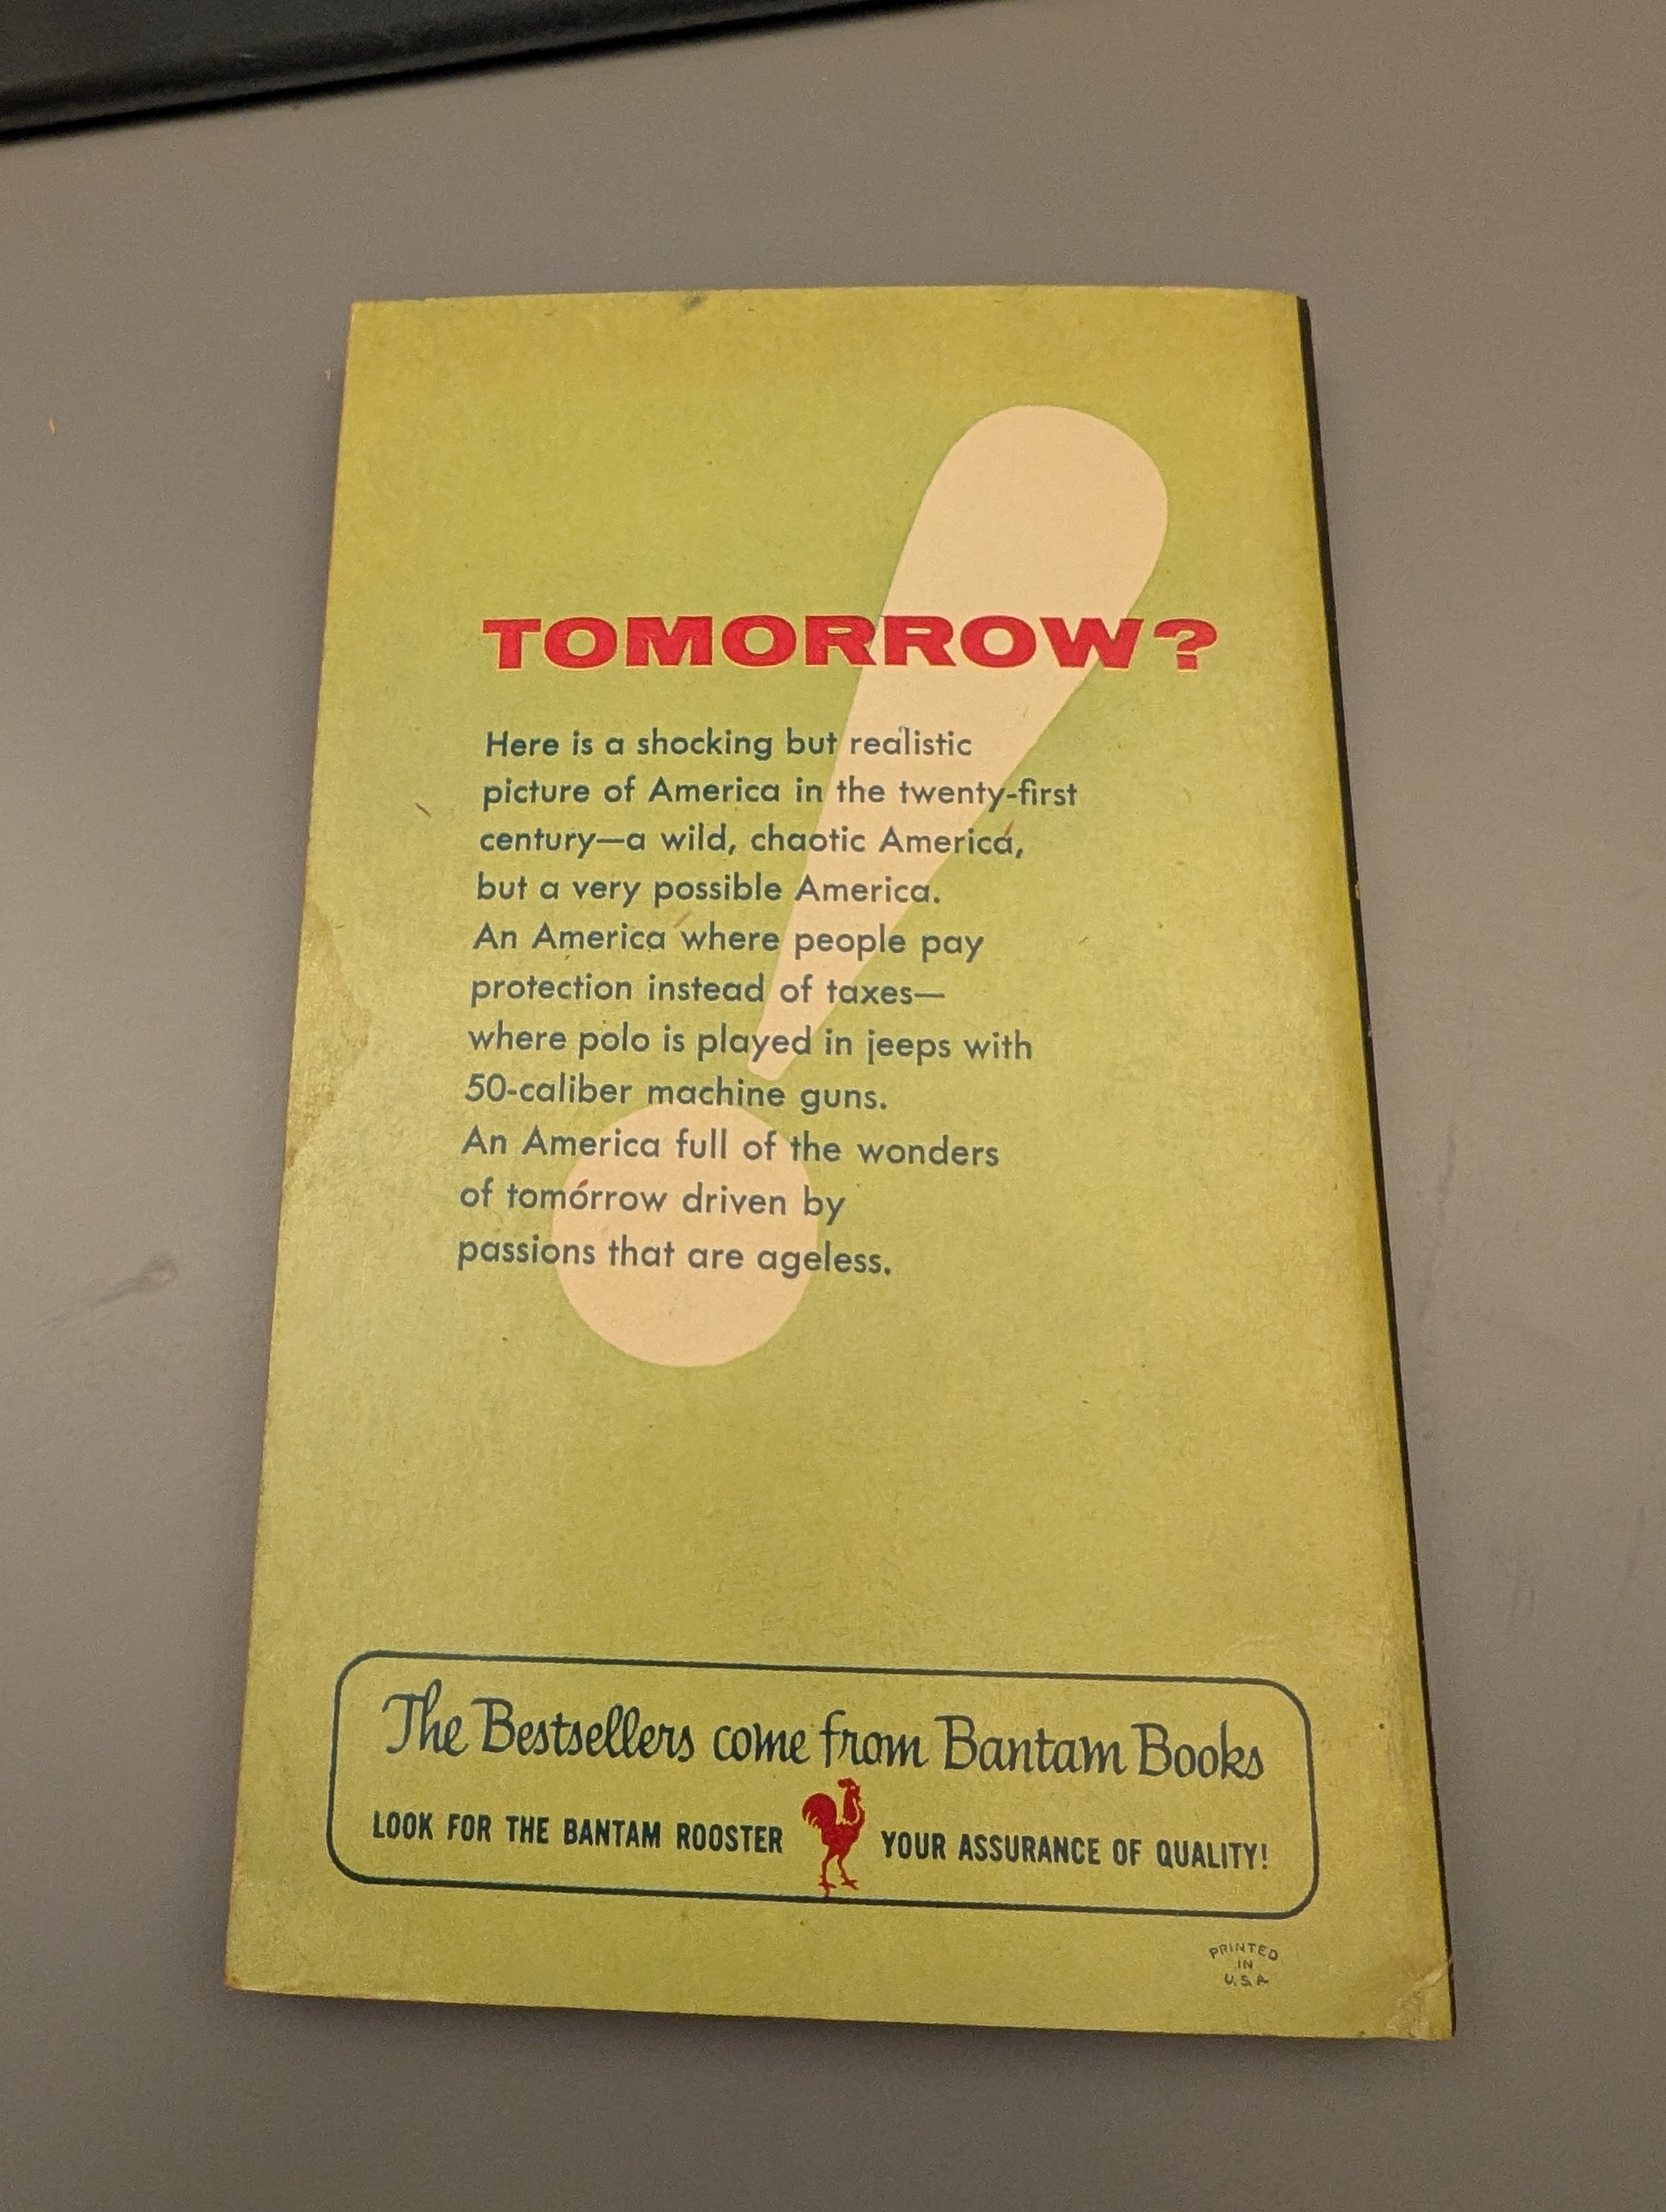 TOMORROW?
Here is a shocking but realistic
picture of America in the twenty-first
century—a wild, chaotic America,
but a very possible America.
An America where people pay
protection instead of taxes—
where polo is played in jeeps with
50-caliber machine guns.
An America full of the wonders
of tomorrow driven by
passions that are ageless.
The Bestsellers come from Bantam Books
LOOK FOR THE BANTAM ROOSTER YOUR ASSURANCE OF QUALITY!
PRINTED
IN
U.S.A